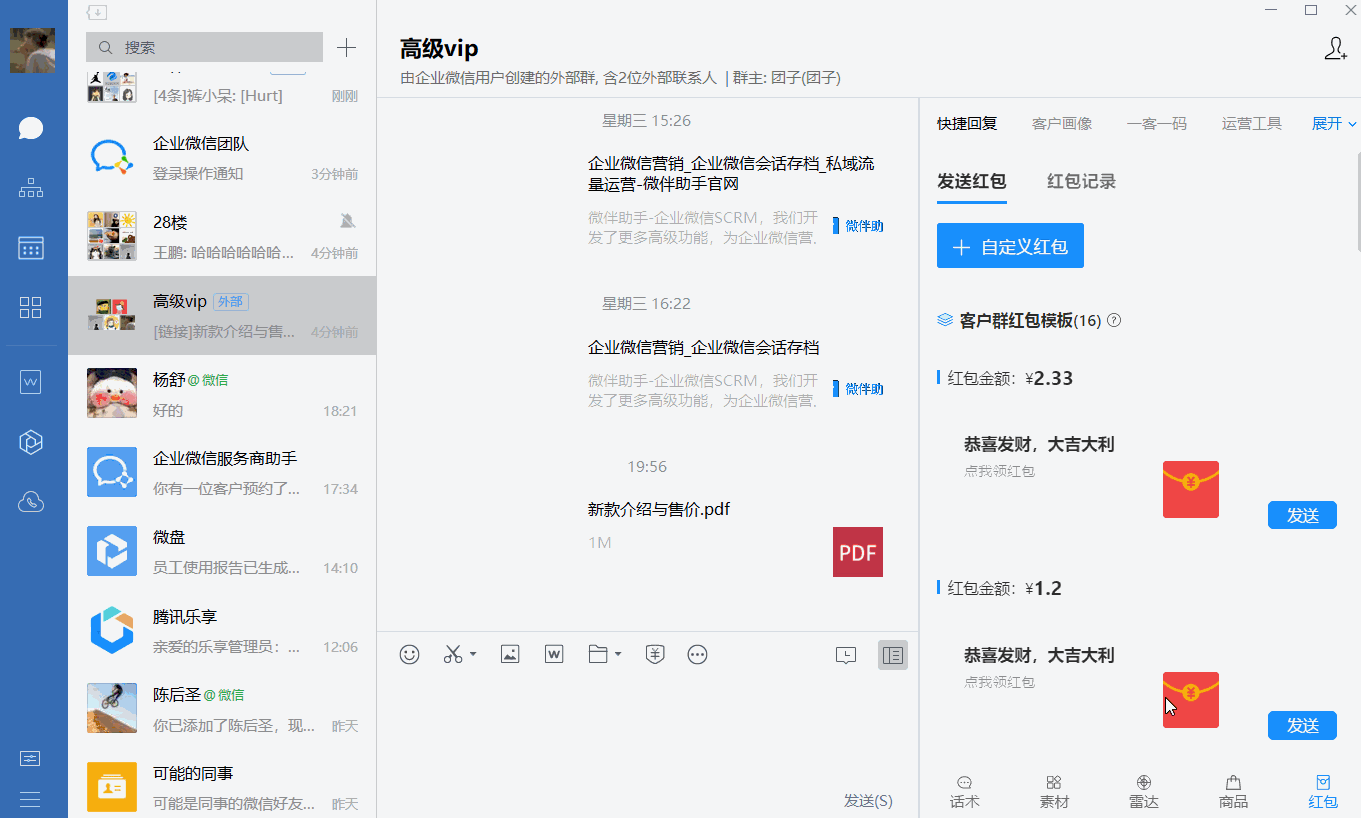 搜索
[4条]裤小呆: [Hurt]
刚刚
企业微信团队
登录操作通知
3分钟前
28楼
王鹏: 哈哈哈哈哈哈...
4分钟前
高级vip
外部
[链接]新款介绍与售...
4分钟前
杨舒@微信
好的
18:21
企业微信服务商助手
你有一位客户预约了...
17:34
微盘
员工使用报告已生成...
14:10
腾讯乐享
亲爱的乐享管理员: ...
12:06
陈后圣@微信
你已添加了陈后圣，现...
昨天
可能的同事
可能是同事的微信好友...
昨天
高级vip
由企业微信用户创建的外部群, 含2位外部联系人 | 群主: 团子(团子)
星期三 15:26
企业微信营销_企业微信会话存档_私域流
量运营-微伴助手官网
微伴助手-企业微信SCRM，我们开
发了更多高级功能，为企业微信营.
微伴助
星期三 16:22
企业微信营销_企业微信会话存档
微伴助手-企业微信SCRM，我们开
发了更多高级功能，为企业微信营.
微伴助
19:56
新款介绍与售价.pdf
1M
PDF
发送(S)
快捷回复
客户画像
一客一码
运营工具
展开
发送红包
红包记录
自定义红包
客户群红包模板(16)
红包金额: ¥2.33
恭喜发财，大吉大利
点我领红包
发送
红包金额: ¥1.2
恭喜发财，大吉大利
点我领红包
发送
话术
素材
雷达
商品
红包